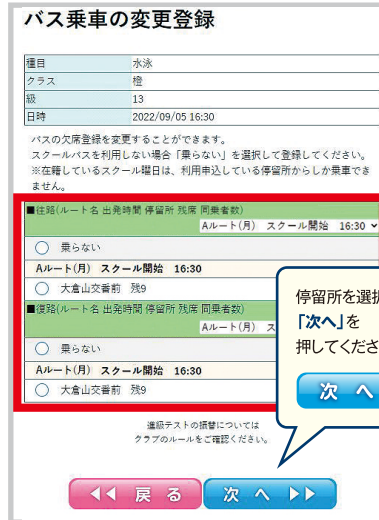 バス乗車の変更登録
種目 水泳
クラス 橙
級 13
日時 2022/09/05 16:30
バスの欠席登録を変更することができます。
スクールバスを利用しない場合「乗らない」を選択して登録してください。
※在籍しているスクール曜日は、利用申込している停留所からしか乗車でき
ません。
■往路(ルート名 出発時間 停留所 残席 同乗者数)
Aルート(月) スクール開始 16:30
乗らない
Aルート(月) スクール開始 16:30
大倉山交番前 残9
■復路(ルート名 出発時間 停留所 残席 同乗者数)
Aルート(月) ス
乗らない
Aルート(月) スクール開始 16:30
大倉山交番前 残9
停留所を選択
「次へ」を
押してくださ
次 へ
進級テストの振替については
クラブのルールをご確認ください。
戻 る
次 へ